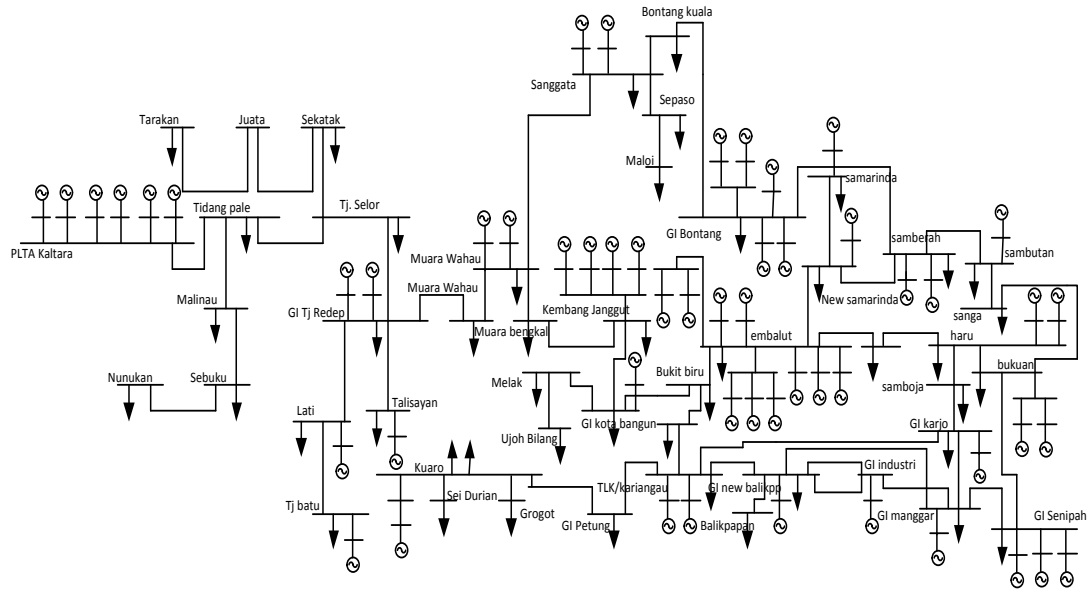 Bontang kuala
Sanggata
Sepaso
Tarakan
Juata
Sekatak
Maloi
samarinda
Tidang pale
Tj. Selor
GI Bontang
samberah
sambutan
PLTA Kaltara
Muara Wahau
Muara Wahau
Kembang Janggut
New samarinda
sanga
Malinau
GI Tj Redep
Muara bengkal
embalut
haru
Nunukan
Sebuku
Melak
Bukit biru
samboja
bukuan
Lati
Talisayan
Ujoh Bilang
GI kota bangun
GI karjo
Kuaro
Sei Durian
Grogot
TLK/kariangau
GI new balikpp
GI industri
Tj batu
GI Petung
Balikpapan
GI manggar
GI Senipah